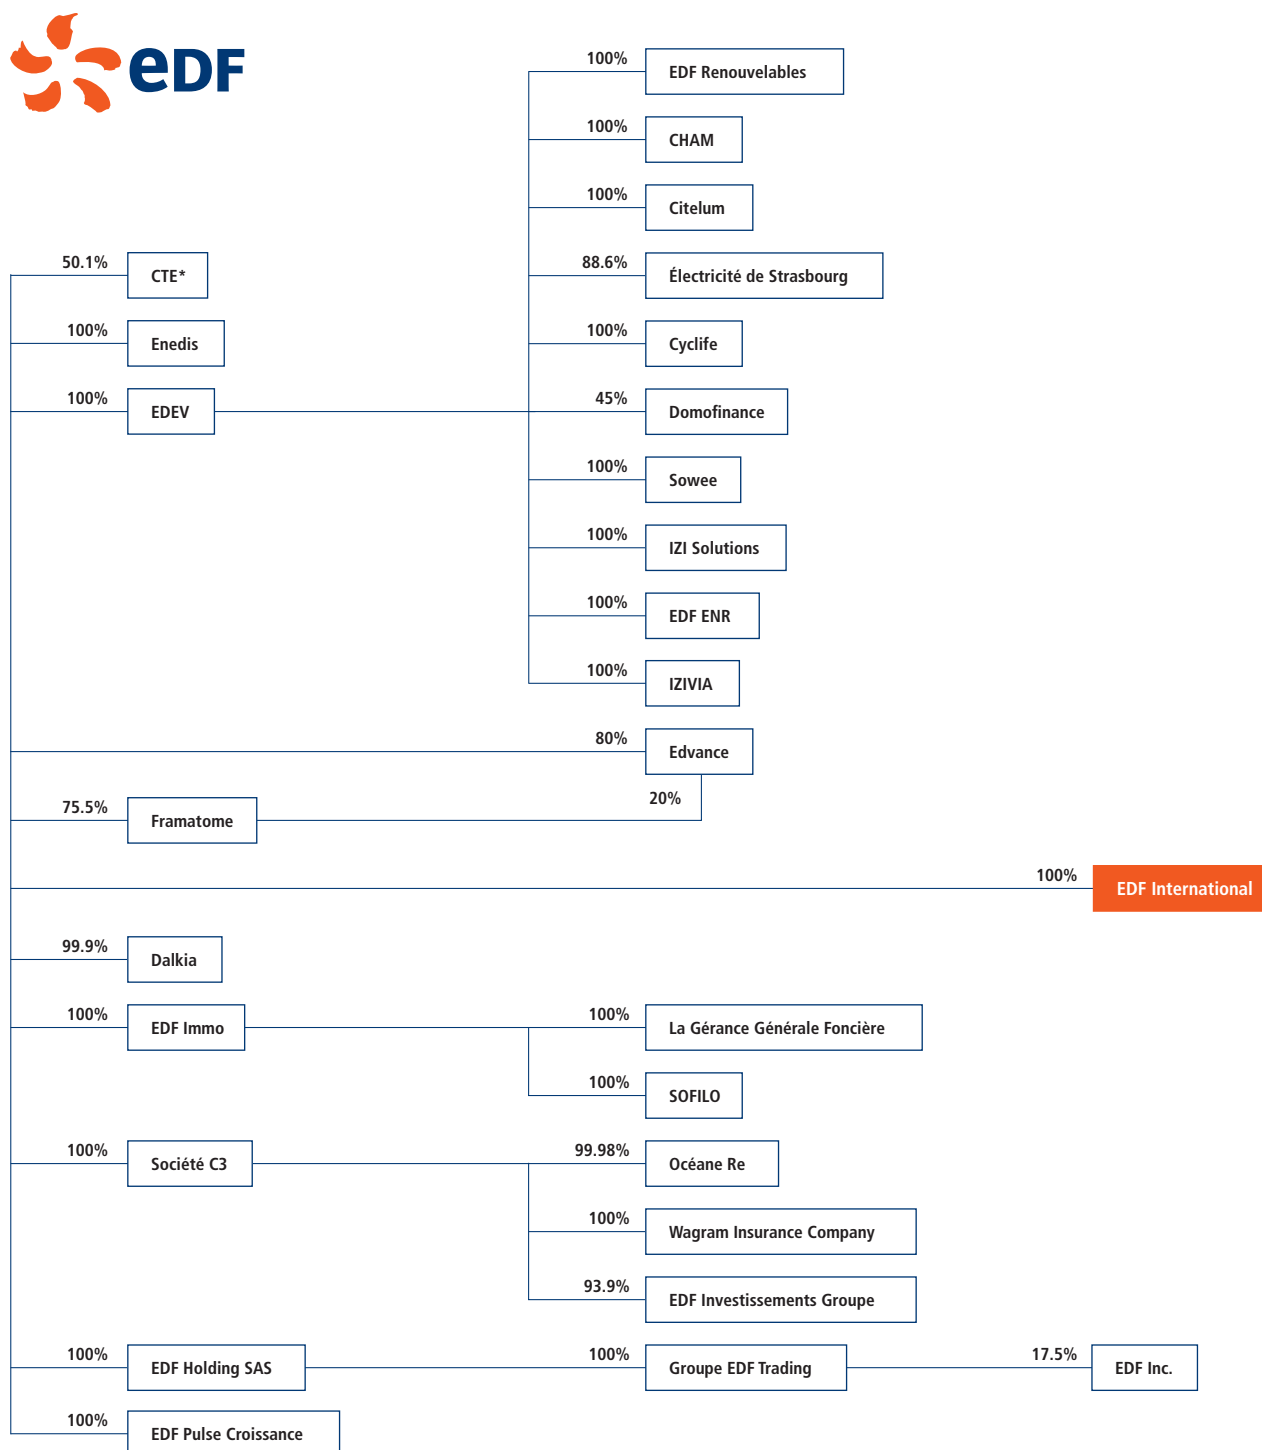 eDF
100%
EDF Renouvelables
100%
CHAM
100%
Citelum
50.1%
CTE*
88.6%
Électricité de Strasbourg
100%
Enedis
100%
Cyclife
100%
EDEV
45%
Domofinance
100%
Sowee
100%
IZI Solutions
100%
EDF ENR
100%
IZIVIA
80%
Edvance
20%
75.5%
Framatome
100%
EDF International
99.9%
Dalkia
100%
EDF Immo
100%
La Gérance Générale Foncière
100%
SOFILO
100%
Société C3
99.98%
Océane Re
100%
Wagram Insurance Company
93.9%
EDF Investissements Groupe
100%
EDF Holding SAS
100%
Groupe EDF Trading
17.5%
EDF Inc.
100%
EDF Pulse Croissance